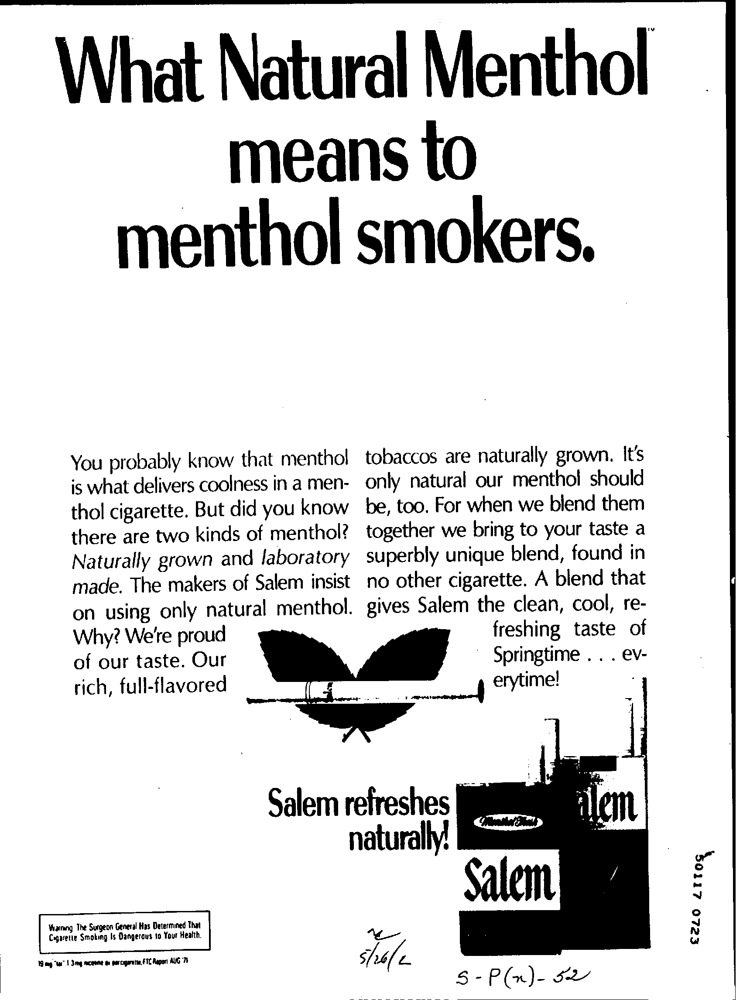 What Natural Menthol™
means to
menthol smokers.
You probably know that menthol
is what delivers coolness in a men-
thol cigarette. But did you know
there are two kinds of menthol?
Naturally grown and laboratory
made. The makers of Salem insist
on using only natural menthol.
Why? We're proud
of our taste. Our
rich, full-flavored
tobaccos are naturally grown. It's
only natural our menthol should
be, too. For when we blend them
together we bring to your taste a
superbly unique blend, found in
no other cigarette. A blend that
gives Salem the clean, cool, re-
freshing taste of
Springtime . . . ev-
erytime!
Salem refreshes
naturally!
Menthol Fresh
alem
Salem
Warning The Surgeon General Has Determined That
Cigarette Smoking Is Dangerous to Your Health.
19 mg "tar" 1 3 mg nicotine av per cigarette, FTC Report AUG '71
5/26/2
S-P(n)-52
50117 0723